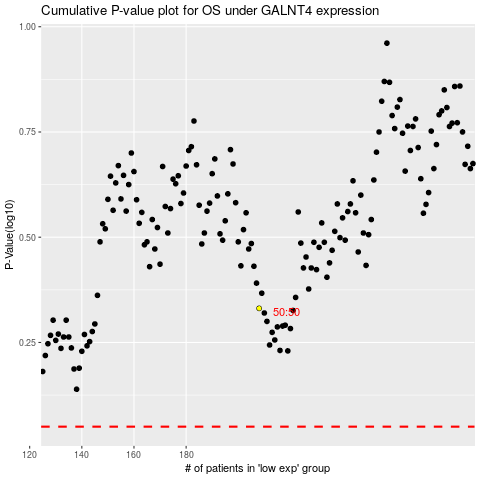 Cumulative P-value plot for OS under GALNT4 expression
P-Value(log10)
1.00
0.75
0.50
0.25
50:50
120 140 160 180
# of patients in 'low exp' group